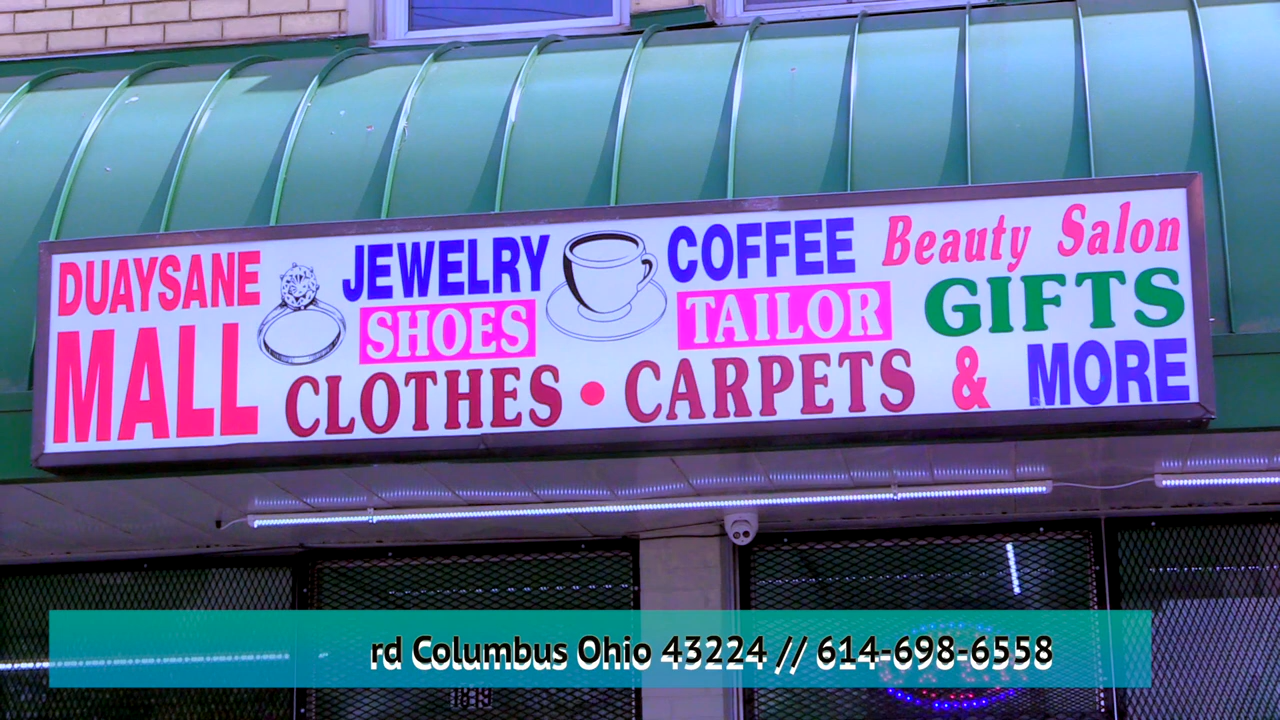 DUAYSANE
MALL
JEWELRY
SHOES
COFFEE
TAILOR
CLOTHES • CARPETS
Beauty Salon
GIFTS
& MORE
rd Columbus Ohio 43224 // 614-698-6558